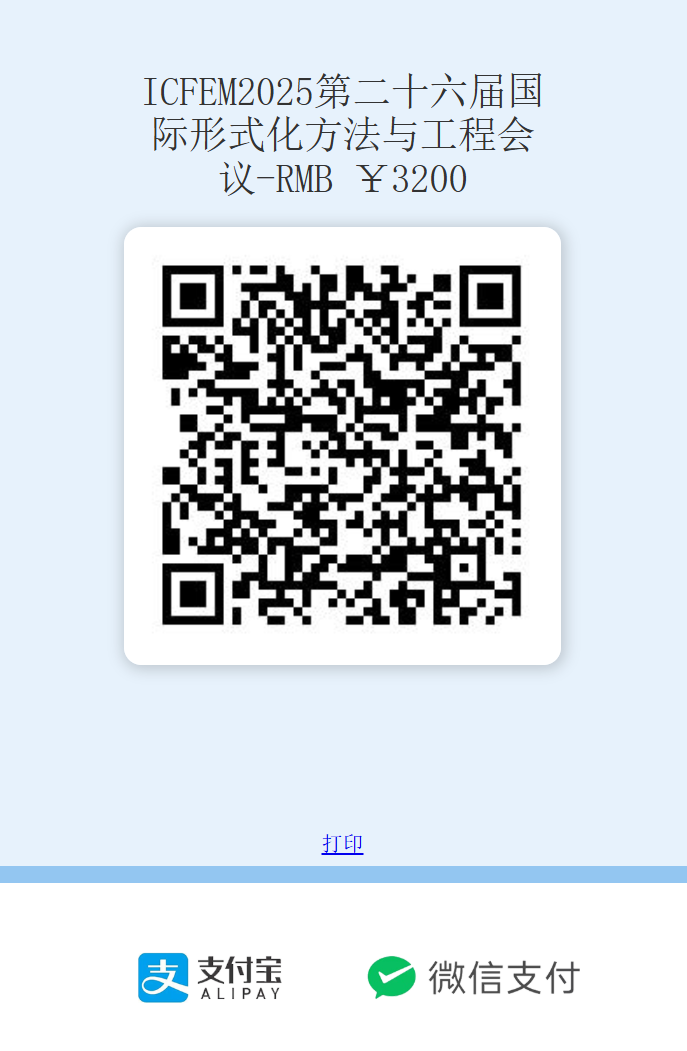 ICFEM2025第二十六届国
际形式化方法与工程会
议-RMB ￥3200
打印
支 支付宝
ALIPAY
微信支付